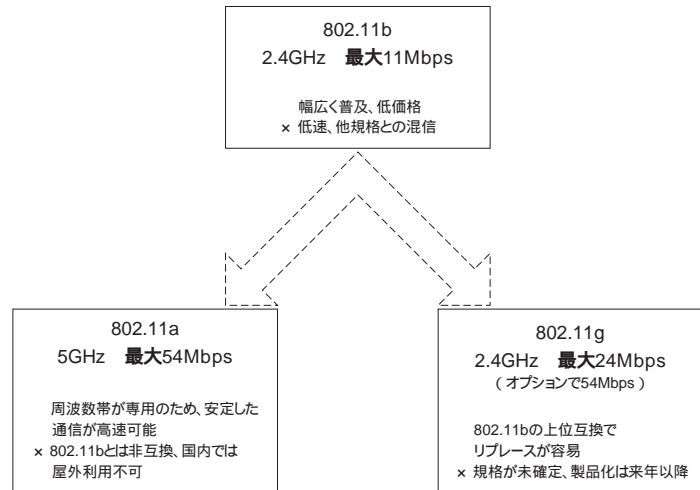 802.11b
2.4GHz 最大11Mbps
幅広く普及、低価格
× 低速、他規格との混信
802.11a
5GHz 最大54Mbps
周波数帯が専用のため、安定した
通信が高速可能
× 802.11bとは非互換、国内では
屋外利用不可
802.11g
2.4GHz 最大24Mbps
（オプションで54Mbps）
802.11bの上位互換で
リプレースが容易
× 規格が未確定、製品化は来年以降